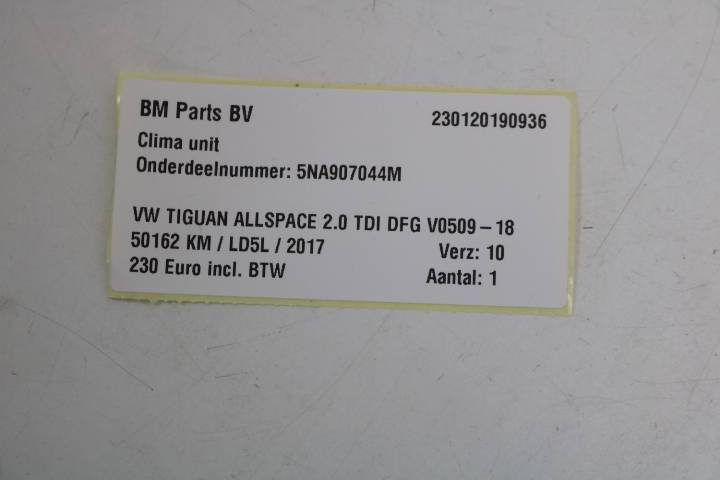 BM Parts BV 230120190936
Clima unit
Onderdeelnummer: 5NA907044M
VW TIGUAN ALLSPACE 2.0 TDI DFG V0509-18
50162 KM / LD5L / 2017 Verz: 10
230 Euro incl. BTW Aantal: 1